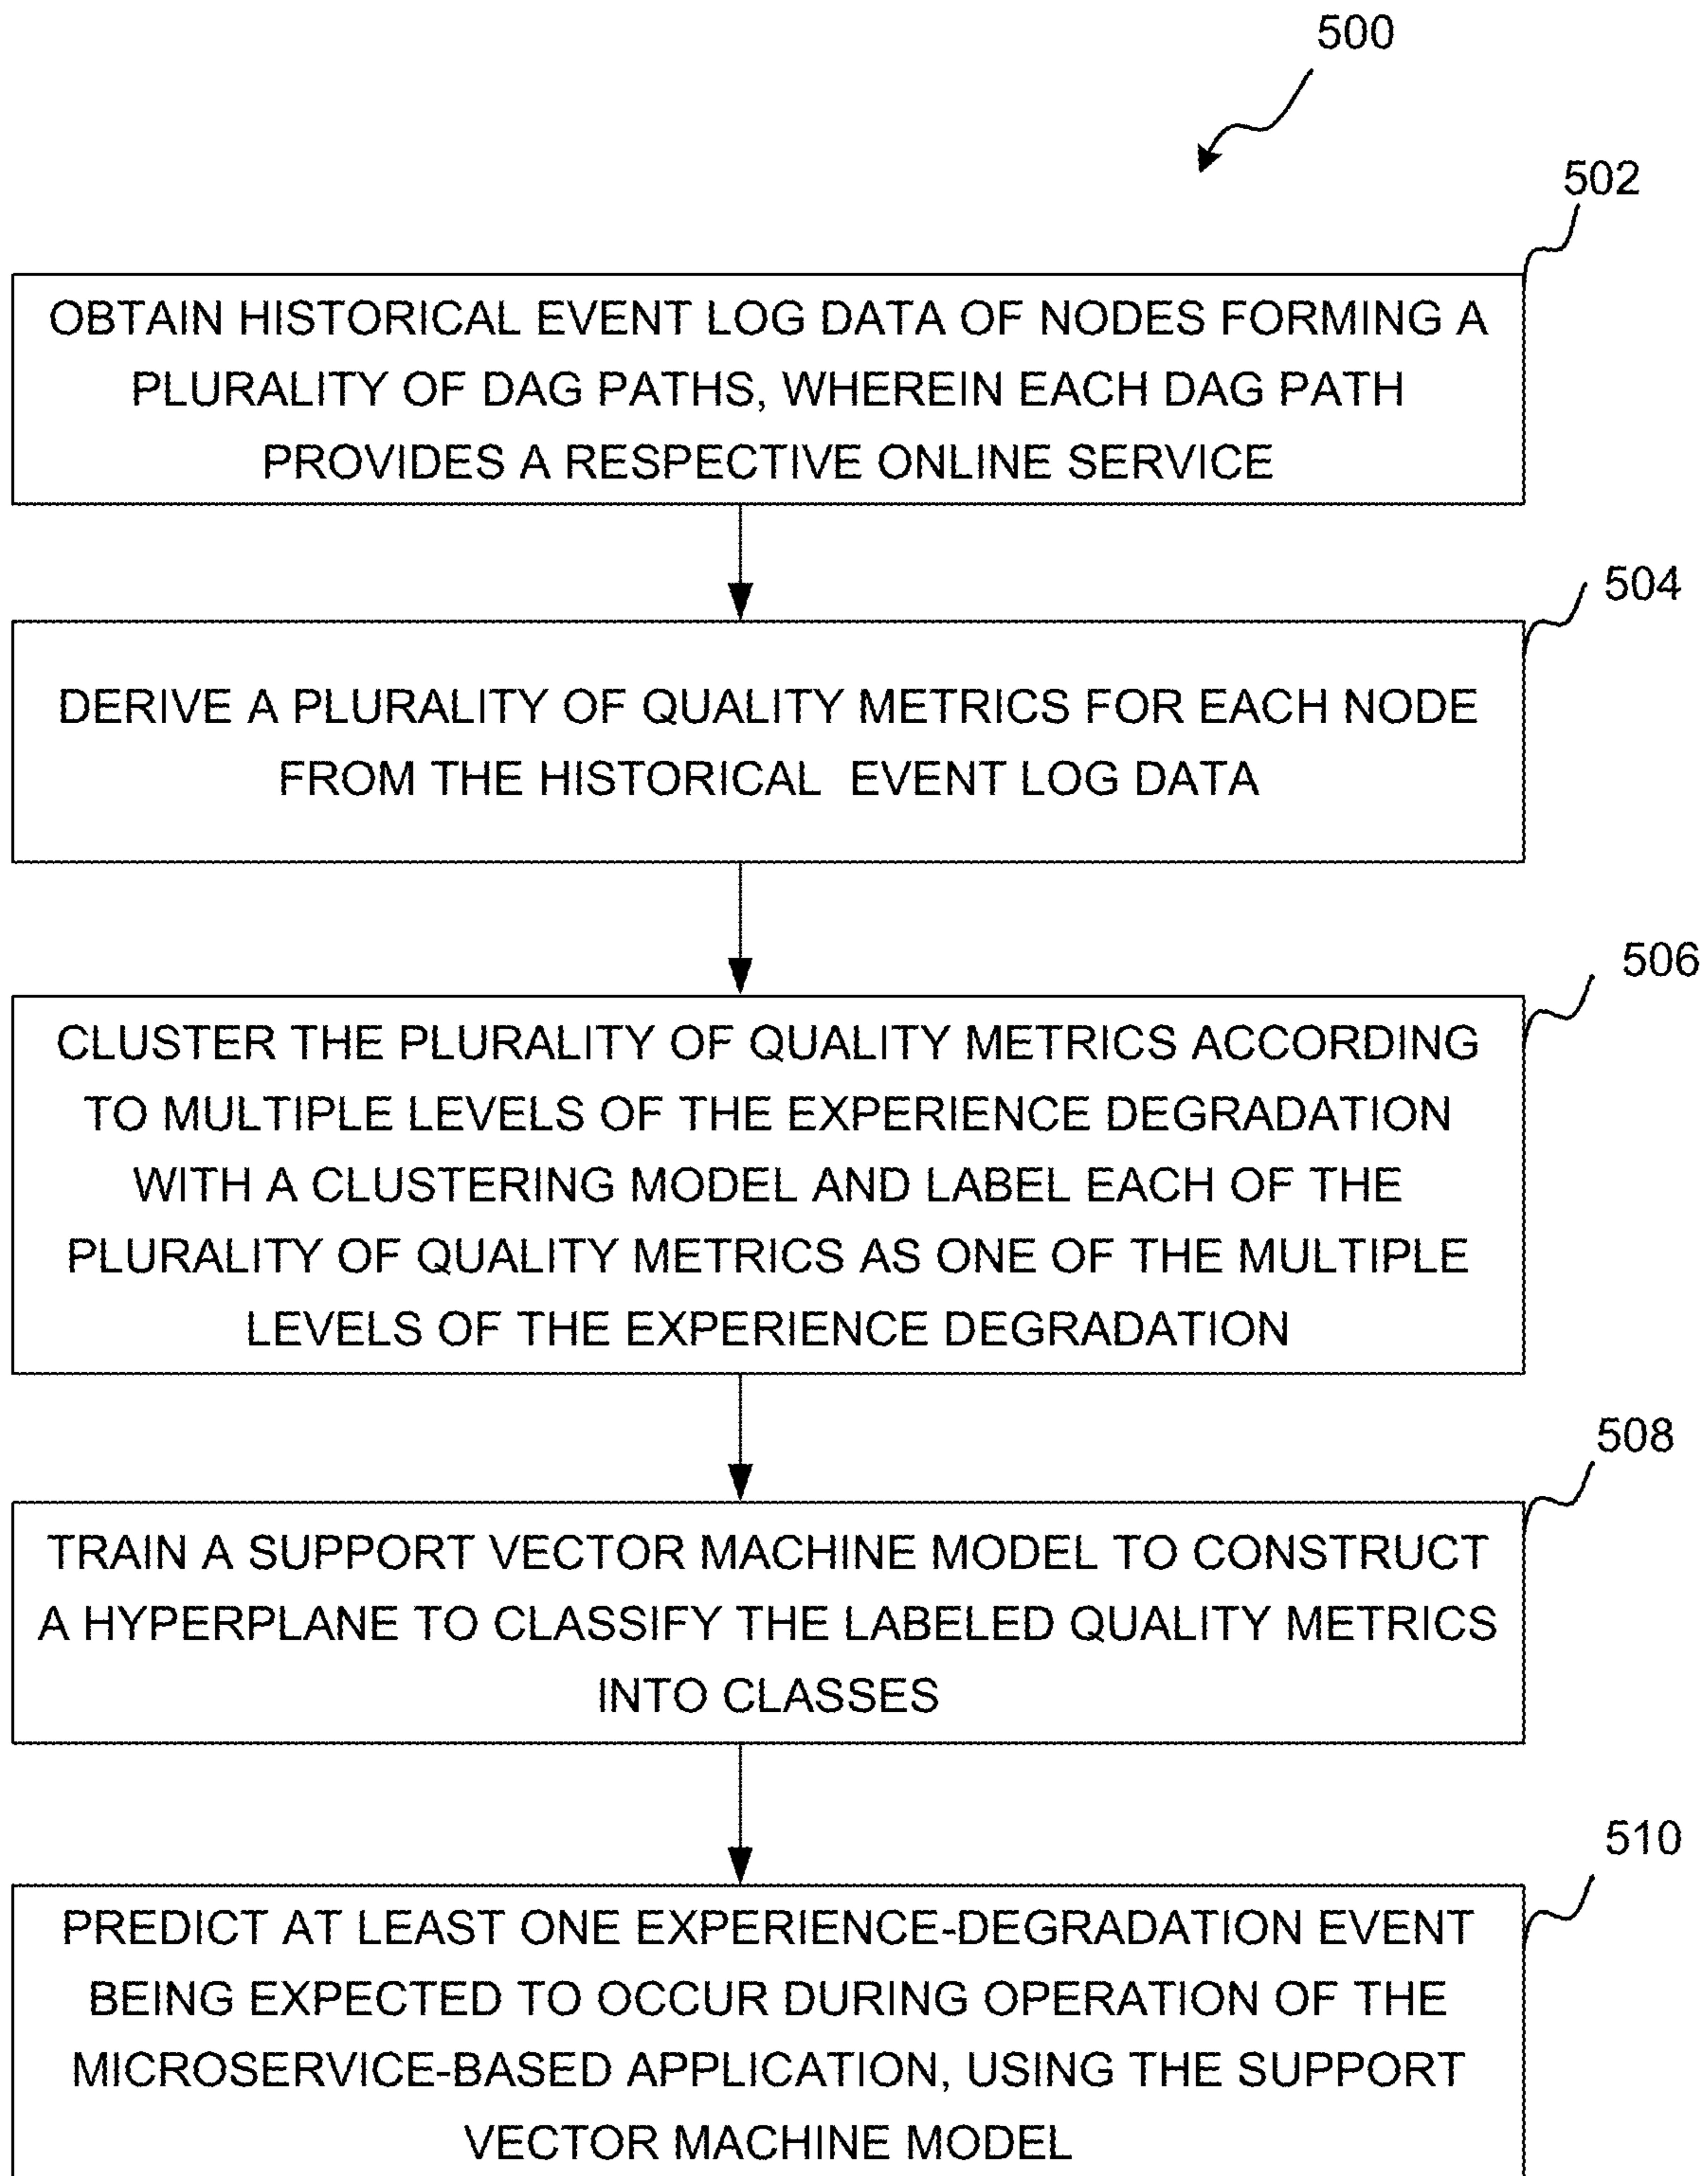 500
502
OBTAIN HISTORICAL EVENT LOG DATA OF NODES FORMING A
PLURALITY OF DAG PATHS, WHEREIN EACH DAG PATH
PROVIDES A RESPECTIVE ONLINE SERVICE
504
DERIVE A PLURALITY OF QUALITY METRICS FOR EACH NODE
FROM THE HISTORICAL EVENT LOG DATA
506
CLUSTER THE PLURALITY OF QUALITY METRICS ACCORDING
TO MULTIPLE LEVELS OF THE EXPERIENCE DEGRADATION
WITH A CLUSTERING MODEL AND LABEL EACH OF THE
PLURALITY OF QUALITY METRICS AS ONE OF THE MULTIPLE
LEVELS OF THE EXPERIENCE DEGRADATION
508
TRAIN A SUPPORT VECTOR MACHINE MODEL TO CONSTRUCT
A HYPERPLANE TO CLASSIFY THE LABELED QUALITY METRICS
INTO CLASSES
510
PREDICT AT LEAST ONE EXPERIENCE-DEGRADATION EVENT
BEING EXPECTED TO OCCUR DURING OPERATION OF THE
MICROSERVICE-BASED APPLICATION, USING THE SUPPORT
VECTOR MACHINE MODEL